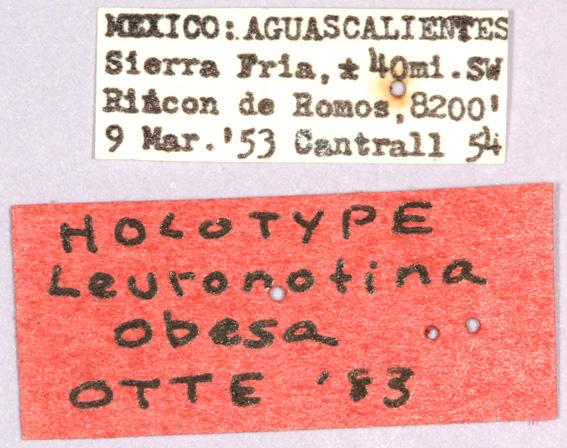 MEXICO: AGUASCALIENTES
Sierra Fria, ± 40mi. SW
Rincon de Romos, 8200'
9 Mar. '53 Cantrall 54
HOLOTYPE
Leuronotina
obesa
OTTE '83